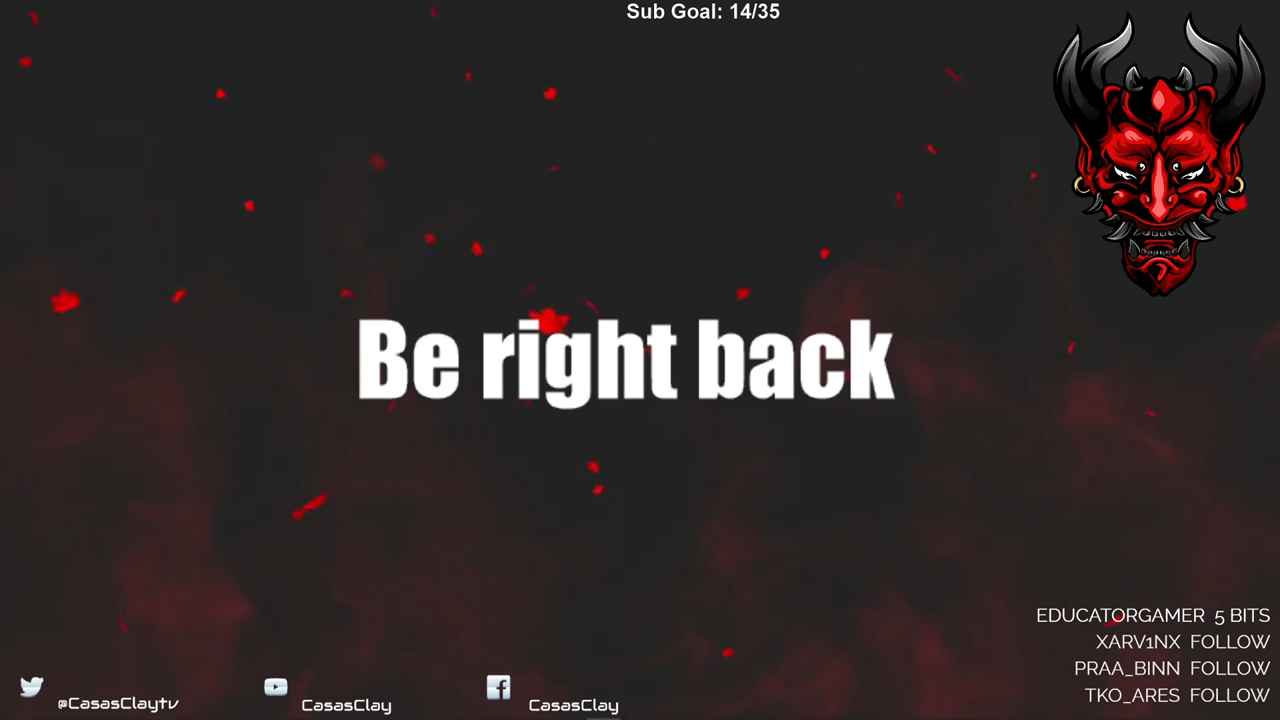 Sub Goal: 14/35
Be right back
EDUCATORGAMER 5 BITS
XARV1NX FOLLOW
PRAA_BINN FOLLOW
TKO_ARES FOLLOW
@CasasClaytv
CasasClay
CasasClay